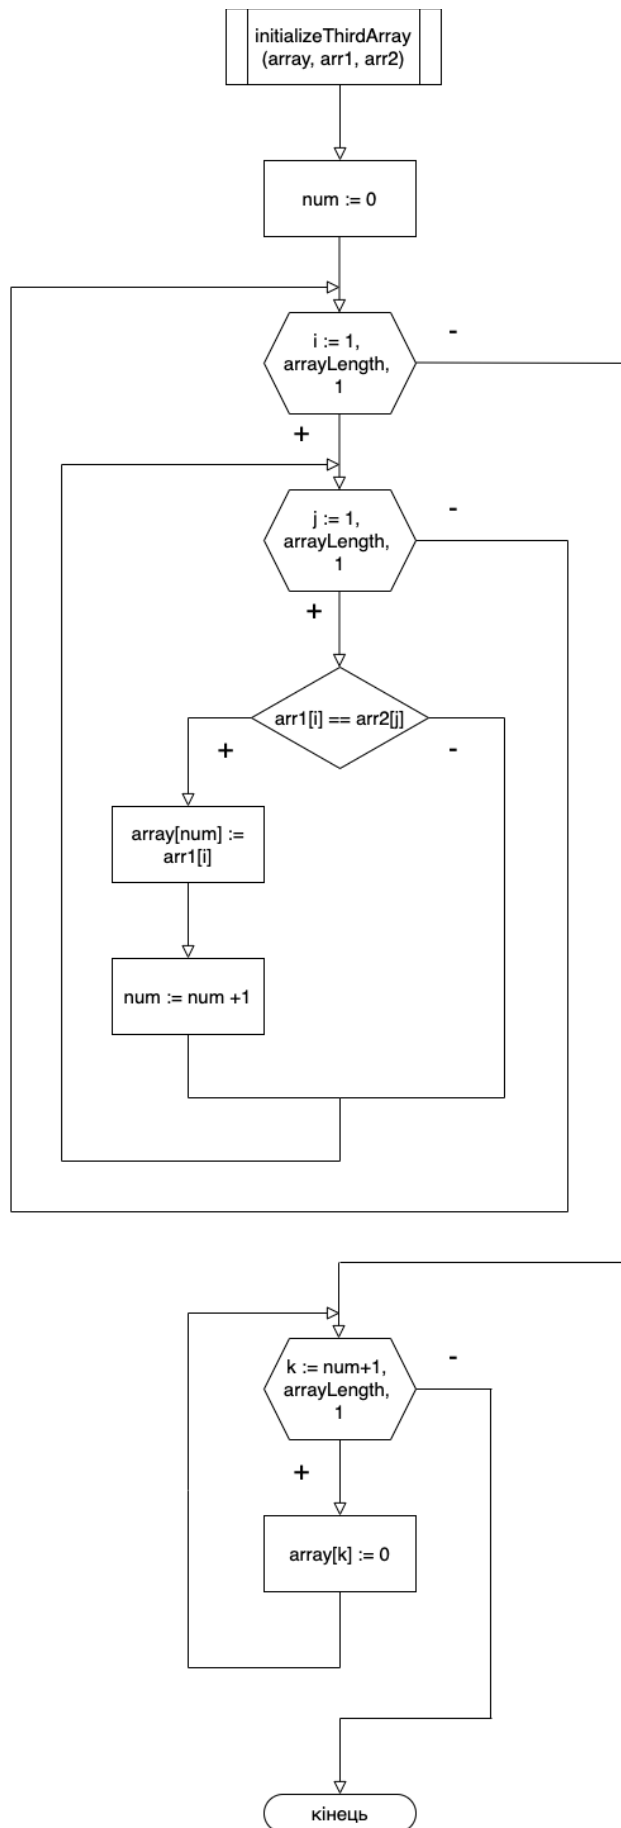 initializeThirdArray
(array, arr1, arr2)
num := 0
i := 1,
arrayLength,
1
-
+
j := 1,
arrayLength,
1
-
+
arr1[i] == arr2[j]
+
-
array[num] :=
arr1[i]
num := num +1
k := num+1,
arrayLength,
1
-
+
array[k] := 0
кінець